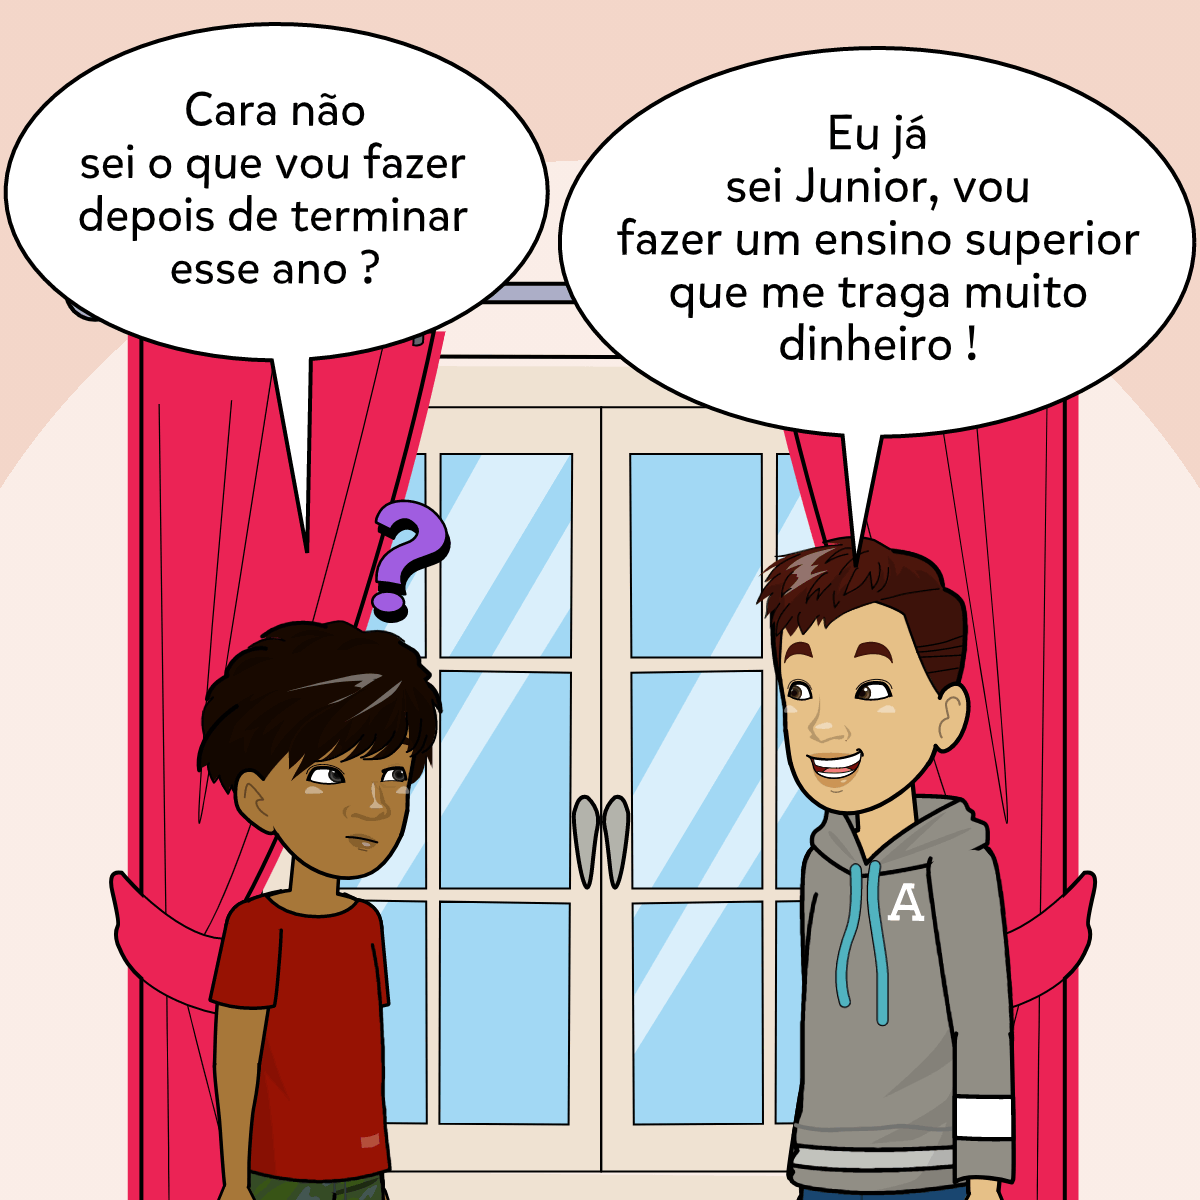 Cara não
sei o que vou fazer
depois de terminar
esse ano ?
Eu já
sei Junior, vou
fazer um ensino superior
que me traga muito
dinheiro !
?
A